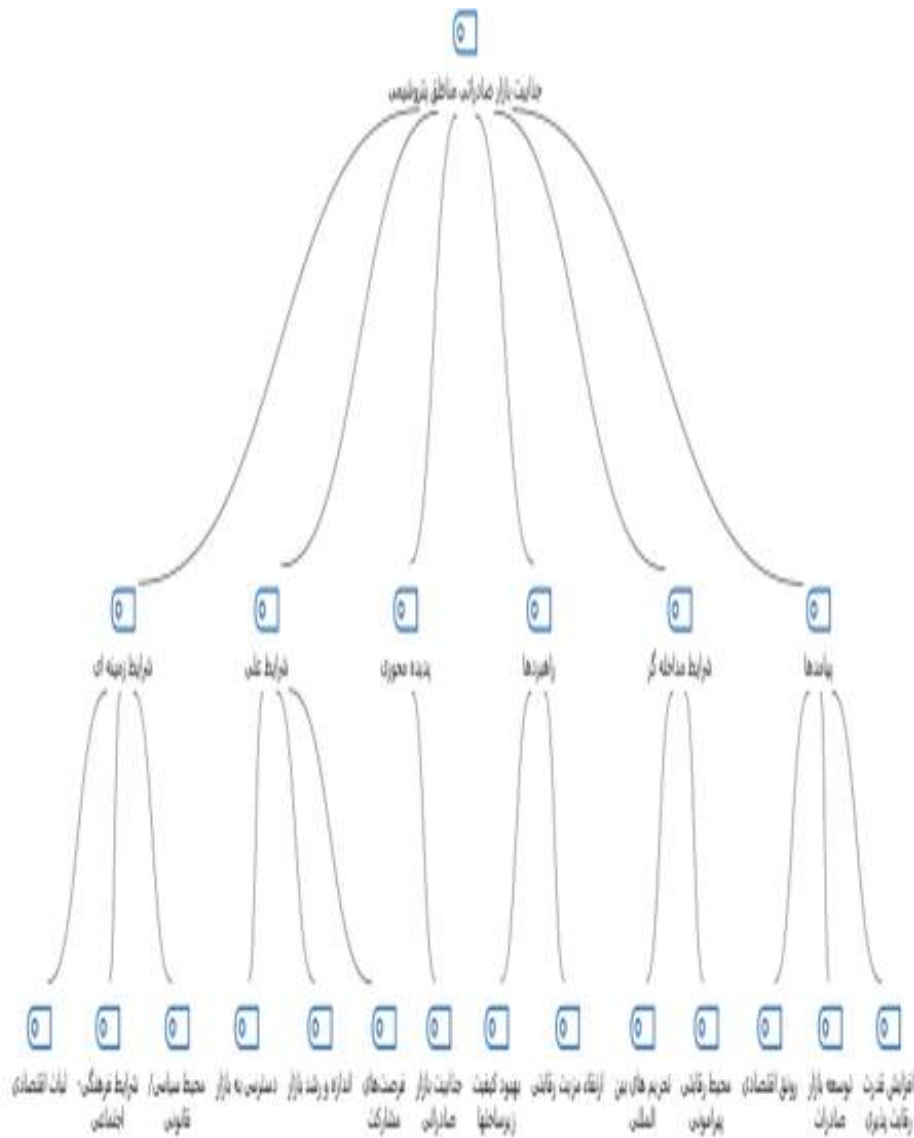 جذابیت بازار صادراتی مناطق پتروشیمی
پیامدها
شرایط مداخله گر
راهبردها
پدیده محوری
شرایط علی
شرایط زمینه ای
افزایش قدرت
رقابت پذیری
توسعه بازار
صادرات
رونق اقتصادی
محیط رقابتی
پیرامونی
تحریم های بین
المللی
ارتقاء مزیت رقابتی
بهبود کیفیت
زیرساختها
جذابیت بازار
صادراتی
فرصت‌های
مشارکت
اندازه و رشد بازار
دسترسی به بازار
محیط سیاسی/
قانونی
شرایط فرهنگی-
اجتماعی
ثبات اقتصادی